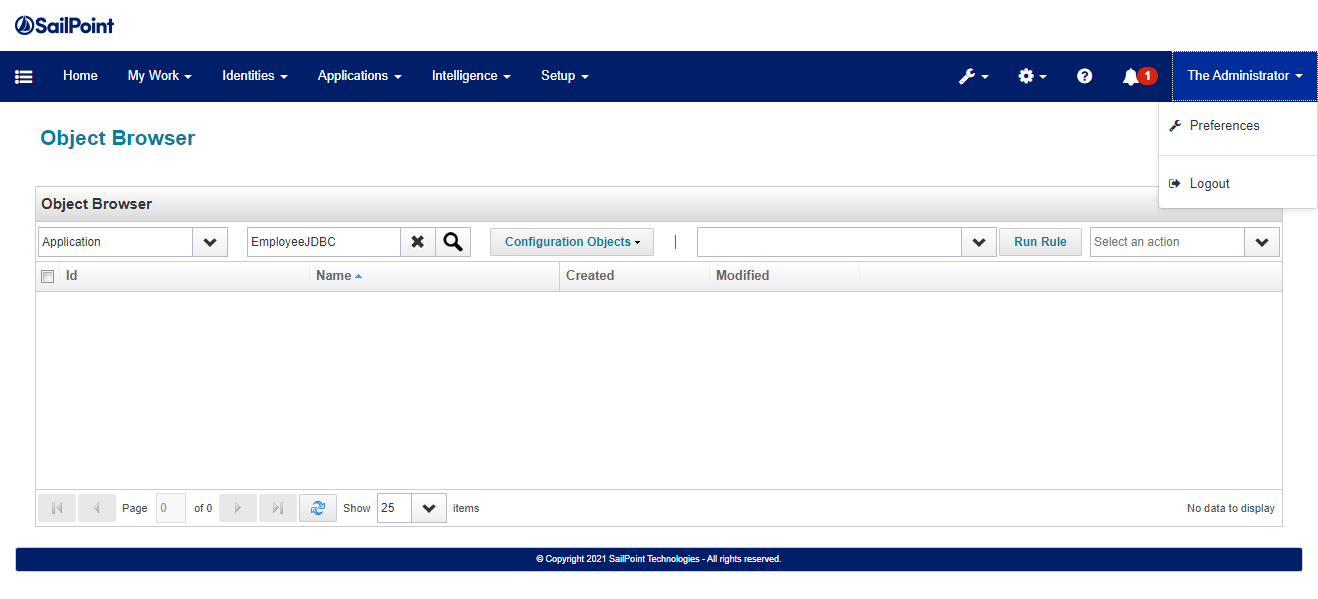 SailPoint
Home My Work Identities Applications Intelligence Setup 1 The Administrator
Preferences
Logout
Object Browser
Object Browser
Application EmployeeJDBC Configuration Objects | Run Rule Select an action
Id Name Created Modified
Page 0 of 0 Show 25 items No data to display
© Copyright 2021 SailPoint Technologies - All rights reserved.